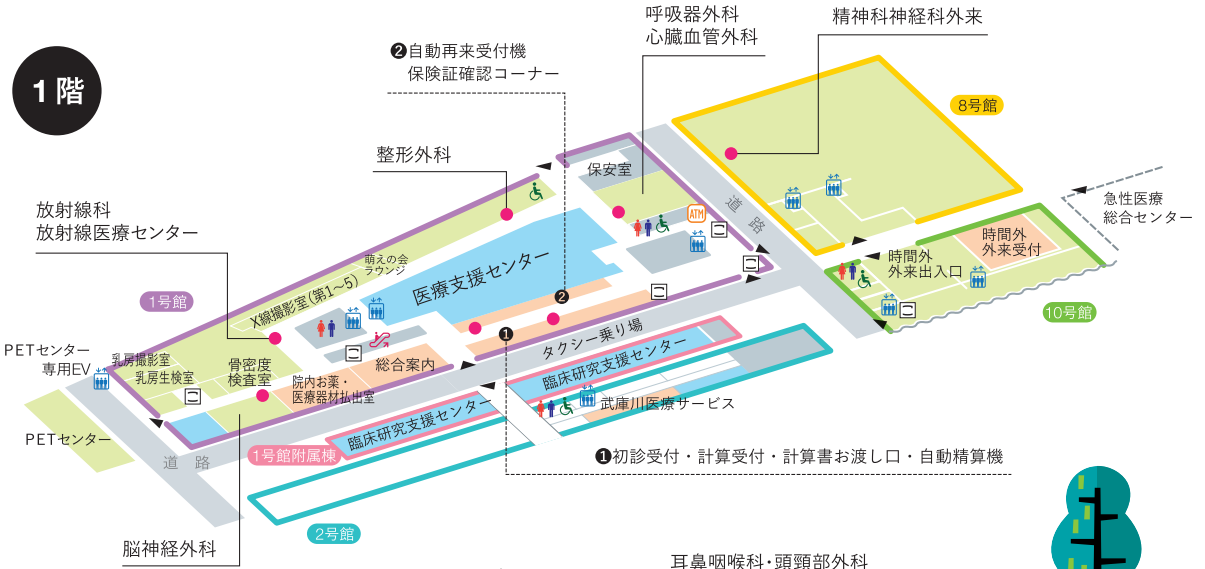 1階
❷自動再来受付機
保険証確認コーナー
呼吸器外科
心臓血管外科
精神科神経科外来
8号館
整形外科
保安室
道路
急性医療
総合センター
放射線科
放射線医療センター
ATM
時間外
外来受付
時間外
外来出入口
萌えの会
ラウンジ
医療支援センター
X線撮影室(第1〜5)
1号館
❷
10号館
❶
タクシー乗り場
PETセンター
専用EV
乳房撮影室
乳房生検室
骨密度
検査室
総合案内
院内お薬・
医療器材払出室
臨床研究支援センター
武庫川医療サービス
臨床研究支援センター
PETセンター
1号館附属棟
道路
❶初診受付・計算受付・計算書お渡し口・自動精算機
2号館
脳神経外科
耳鼻咽喉科・頭頸部外科